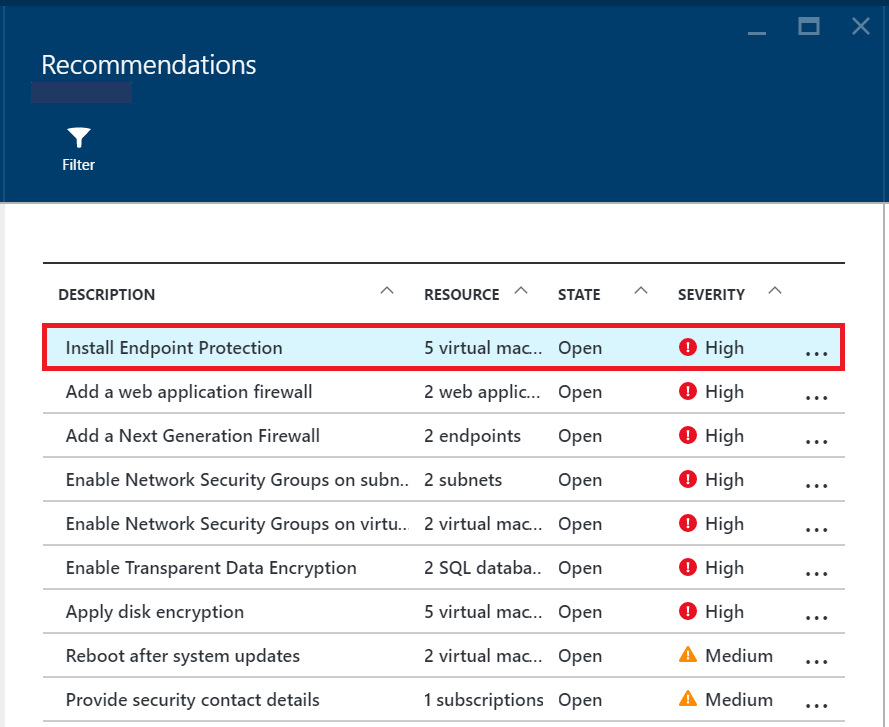 Recommendations
Filter
DESCRIPTION RESOURCE STATE SEVERITY
Install Endpoint Protection 5 virtual mac... Open High ...
Add a web application firewall 2 web applic... Open High ...
Add a Next Generation Firewall 2 endpoints Open High ...
Enable Network Security Groups on subn.. 2 subnets Open High ...
Enable Network Security Groups on virtu.. 2 virtual mac... Open High ...
Enable Transparent Data Encryption 2 SQL databa.. Open High ...
Apply disk encryption 5 virtual mac... Open High ...
Reboot after system updates 2 virtual mac... Open Medium ...
Provide security contact details 1 subscriptions Open Medium ...